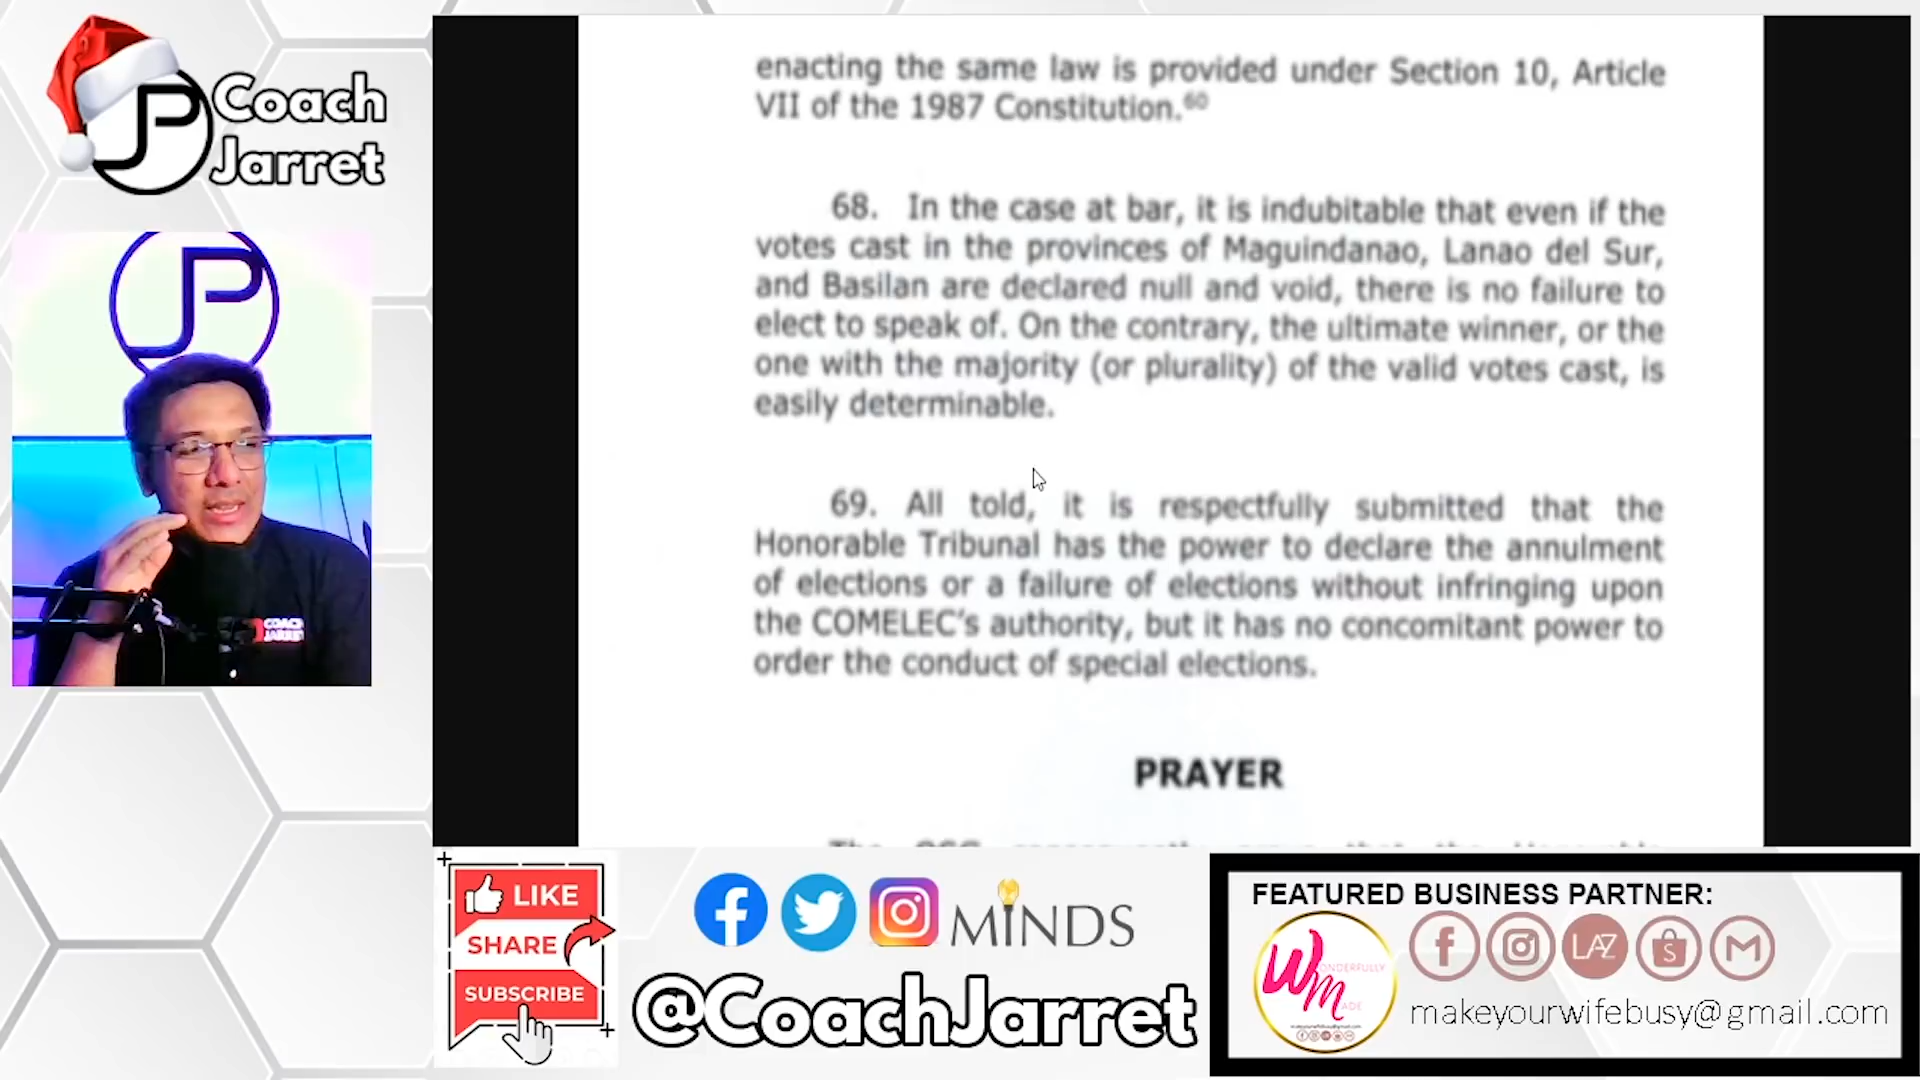 Coach
Jarret
JP
COACH
JARRET
enacting the same law is provided under Section 10, Article
VII of the 1987 Constitution.60
68. In the case at bar, it is indubitable that even if the
votes cast in the provinces of Maguindanao, Lanao del Sur,
and Basilan are declared null and void, there is no failure to
elect to speak of. On the contrary, the ultimate winner, or the
one with the majority (or plurality) of the valid votes cast, is
easily determinable.
69. All told, it is respectfully submitted that the
Honorable Tribunal has the power to declare the annulment
of elections or a failure of elections without infringing upon
the COMELEC's authority, but it has no concomitant power to
order the conduct of special elections.
PRAYER
LIKE
SHARE
SUBSCRIBE
MINDS
@CoachJarret
FEATURED BUSINESS PARTNER:
WONDERFULLY
MADE
LAZ
makeyourwifebusy@gmail.com